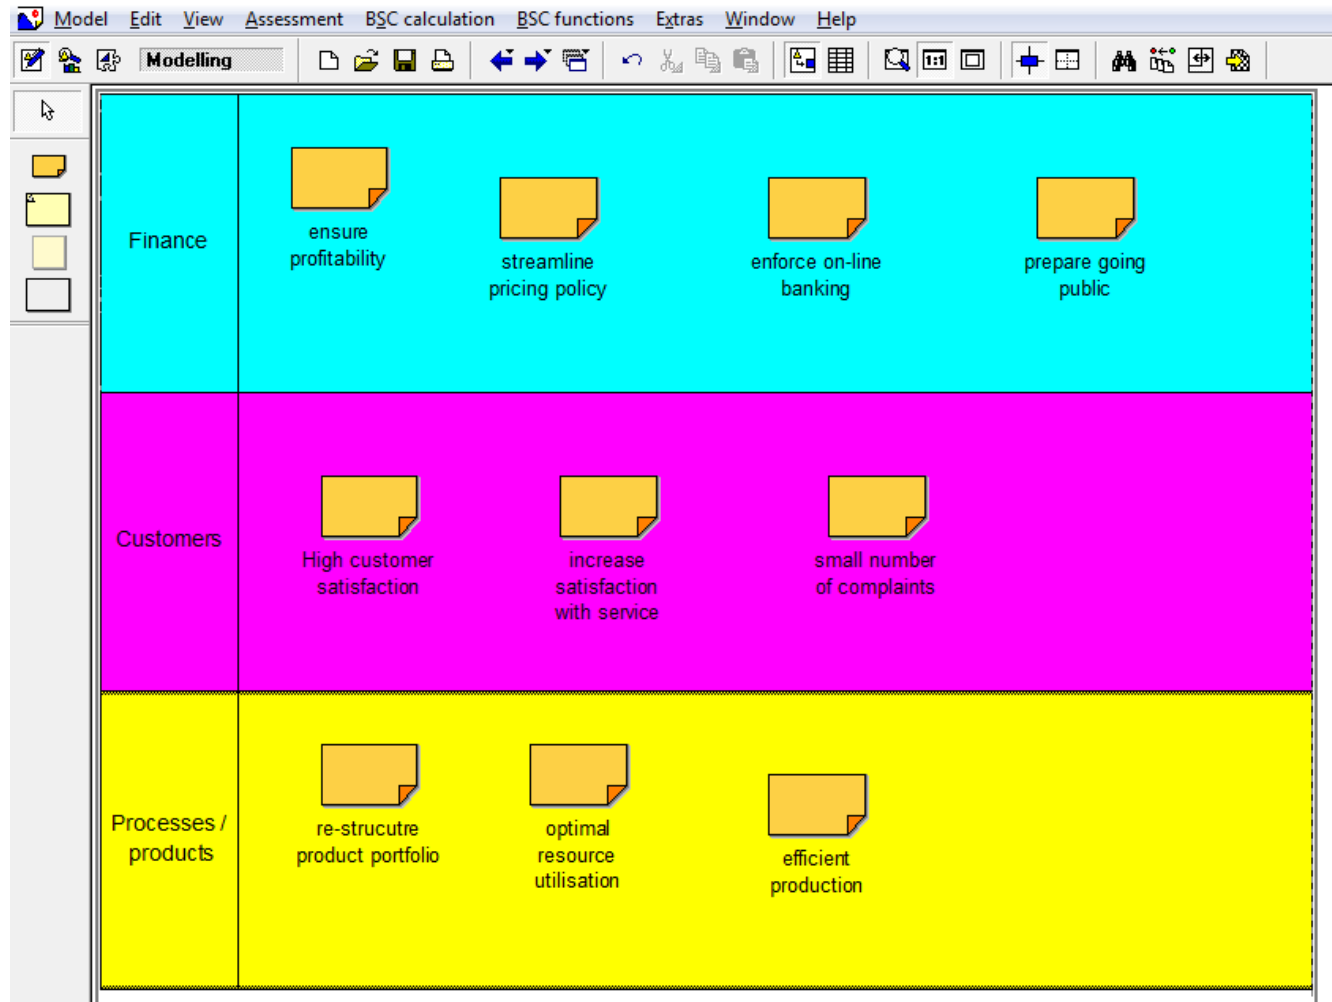 Model Edit View Assessment BSC calculation BSC functions Extras Window Help
Modelling
1:1
Finance
ensure
profitability
streamline
pricing policy
enforce on-line
banking
prepare going
public
Customers
High customer
satisfaction
increase
satisfaction
with service
small number
of complaints
Processes /
products
re-strucutre
product portfolio
optimal
resource
utilisation
efficient
production